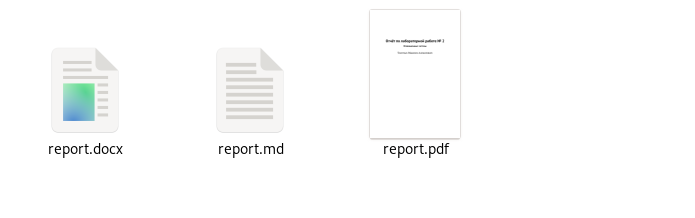 Отчёт по лабораторной работе № 2
report.docx
report.md
report.pdf